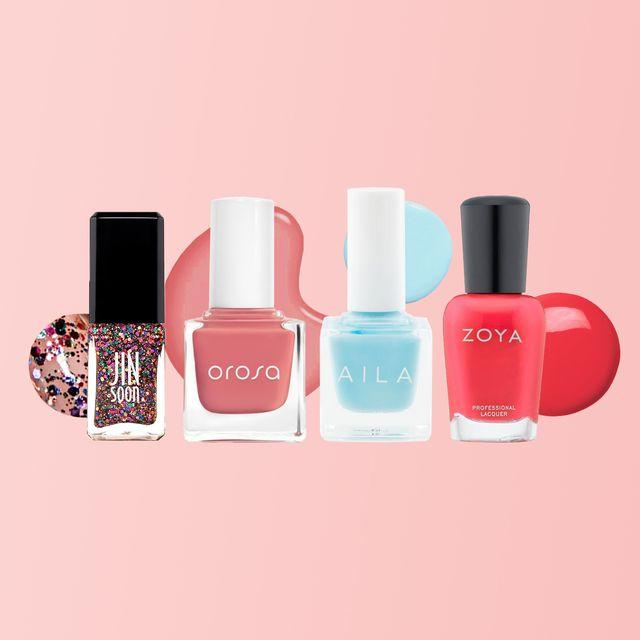 JIN
soon
orosa
AILA
ZOYA
PROFESSIONAL
LACQUER